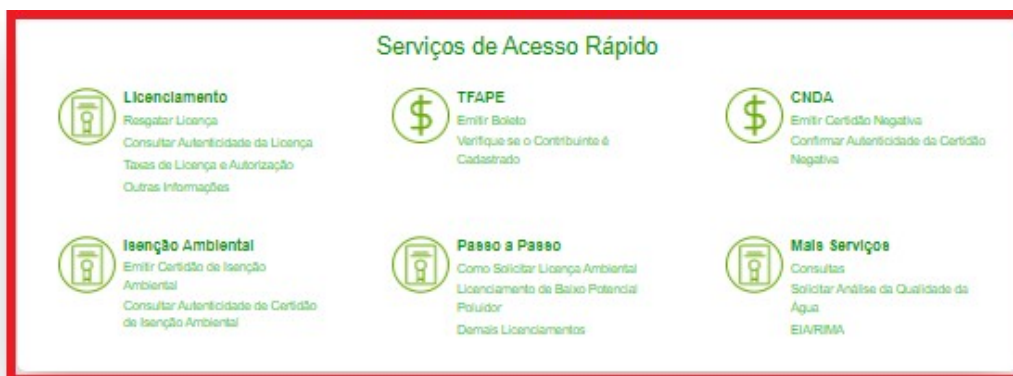 Serviços de Acesso Rápido
Licenciamento
Resgatar Licença
Consultar Autenticidade da Licença
Taxas de Licença e Autorização
Outras Informações
TFAPE
Emitir Boleto
Verifique se o Contribuinte é
Cadastrado
CNDA
Emitir Certidão Negativa
Confirmar Autenticidade da Certidão
Negativa
Isenção Ambiental
Emitir Certidão de Isenção
Ambiental
Consultar Autenticidade de Certidão
de Isenção Ambiental
Passo a Passo
Como Solicitar Licença Ambiental
Licenciamento de Baixo Potencial
Poluidor
Demais Licenciamentos
Mais Serviços
Consultas
Solicitar Análise da Qualidade da
Água
EIA/RIMA